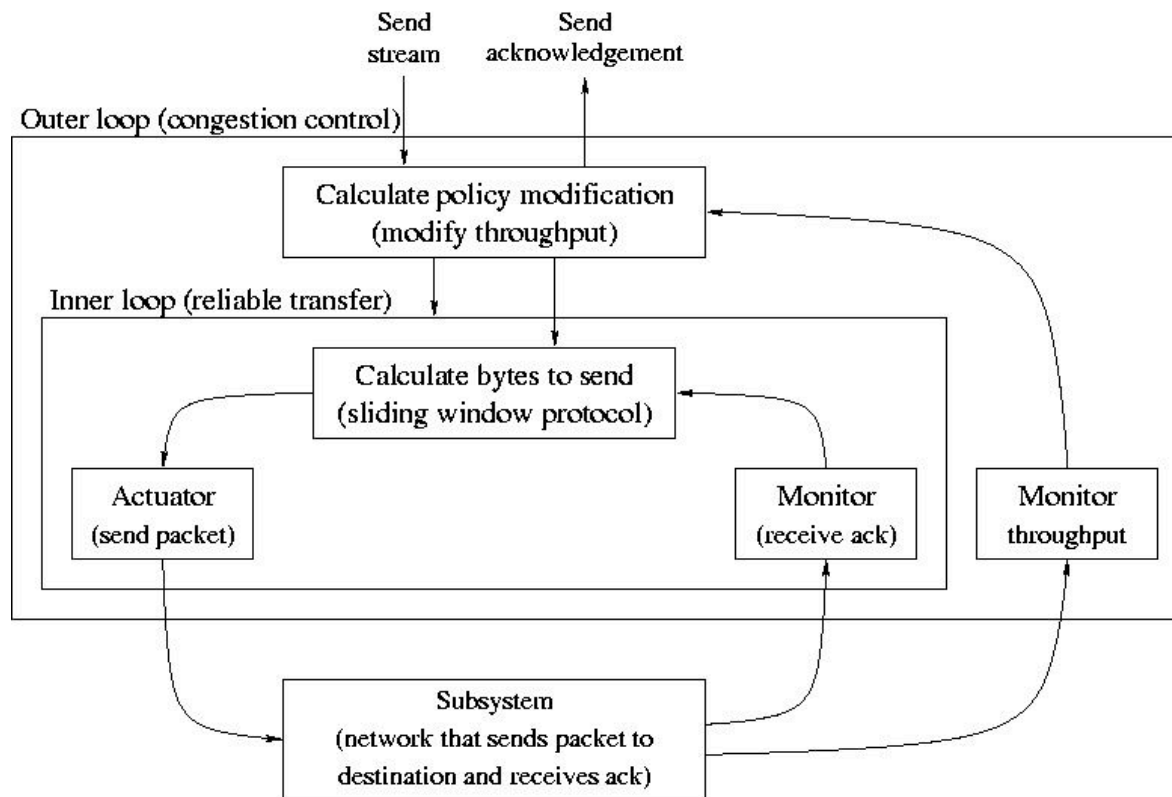 Send
stream
Send
acknowledgement
Outer loop (congestion control)
Calculate policy modification
(modify throughput)
Inner loop (reliable transfer)
Calculate bytes to send
(sliding window protocol)
Actuator
(send packet)
Monitor
(receive ack)
Monitor
throughput
Subsystem
(network that sends packet to
destination and receives ack)